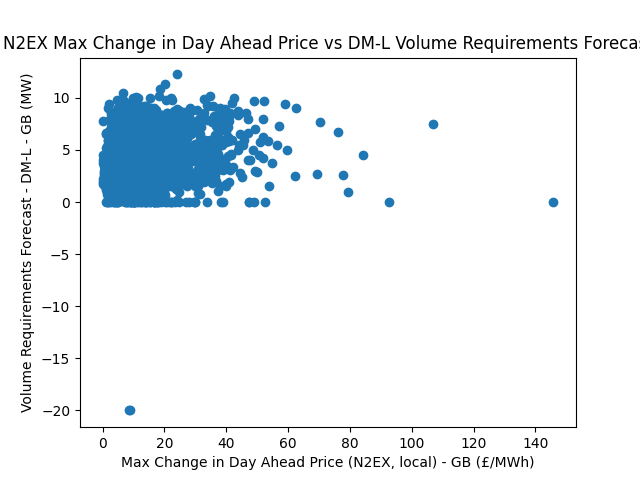 N2EX Max Change in Day Ahead Price vs DM-L Volume Requirements
Volume Requirements Forecast - DM-L - GB (MW)
10
5
0
−5
−10
−15
−20
0 20 40 60 80 100 120 140
Max Change in Day Ahead Price (N2EX, local) - GB (£/MWh)